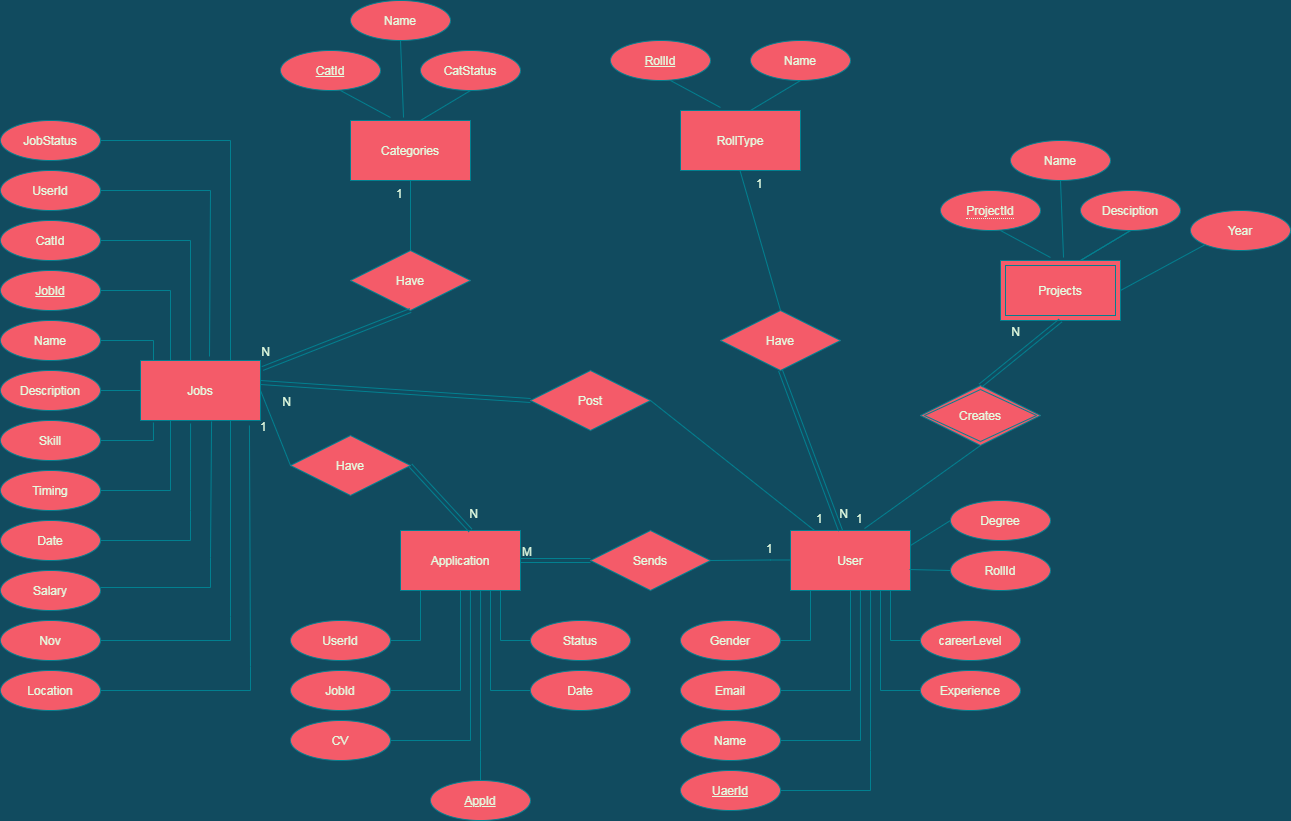 Name
CatId
CatStatus
Categories
1
Have
N
RollId
Name
RollType
1
Have
N
Name
ProjectId
Desciption
Year
Projects
N
Creates
1
JobStatus
UserId
CatId
JobId
Name
Description
Skill
Timing
Date
Salary
Nov
Location
Jobs
N
1
Post
1
Have
N
Application
M
Sends
1
User
UserId
JobId
CV
AppId
Status
Date
Degree
RollId
Gender
Email
Name
UaerId
careerLevel
Experience